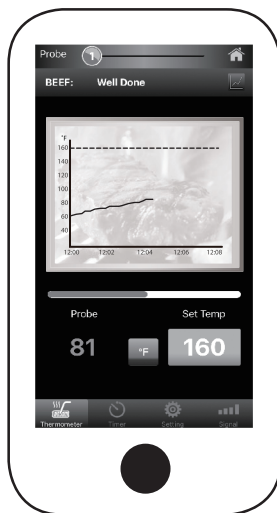 Probe 1
BEEF: Well Done
°F
160
140
120
100
80
60
40
12:00 12:02 12:04 12:06 12:08
Probe Set Temp
81 °F 160
Thermometer Timer Setting Signal